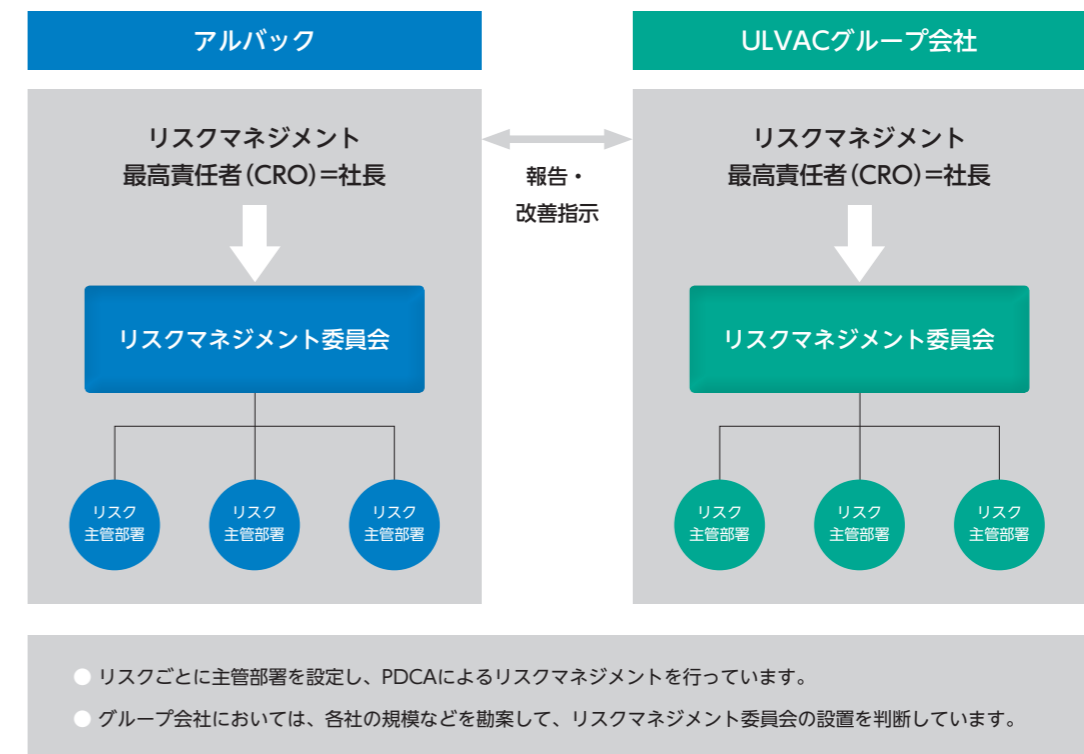 アルバック
リスクマネジメント
最高責任者(CRO)=社長
リスクマネジメント委員会
リスク
主管部署
リスク
主管部署
リスク
主管部署
報告・
改善指示
ULVACグループ会社
リスクマネジメント
最高責任者(CRO)=社長
リスクマネジメント委員会
リスク
主管部署
リスク
主管部署
リスク
主管部署
● リスクごとに主管部署を設定し、PDCAによるリスクマネジメントを行っています。
● グループ会社においては、各社の規模などを勘案して、リスクマネジメント委員会の設置を判断しています。